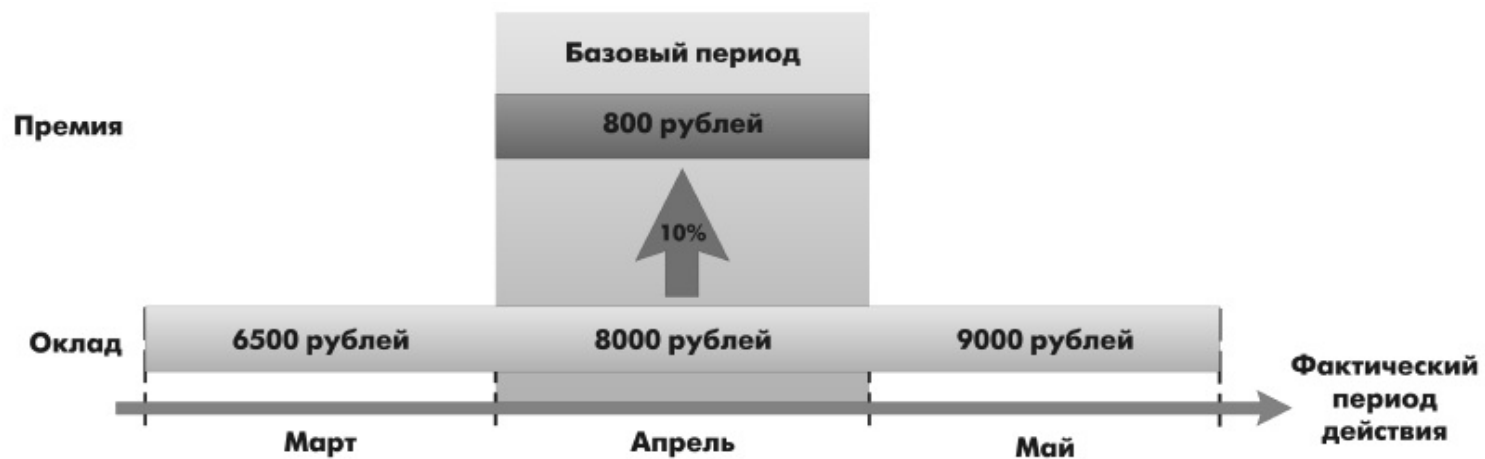 Базовый период
Премия
800 рублей
10%
Оклад
6500 рублей
8000 рублей
9000 рублей
Фактический
период
действия
Март
Апрель
Май